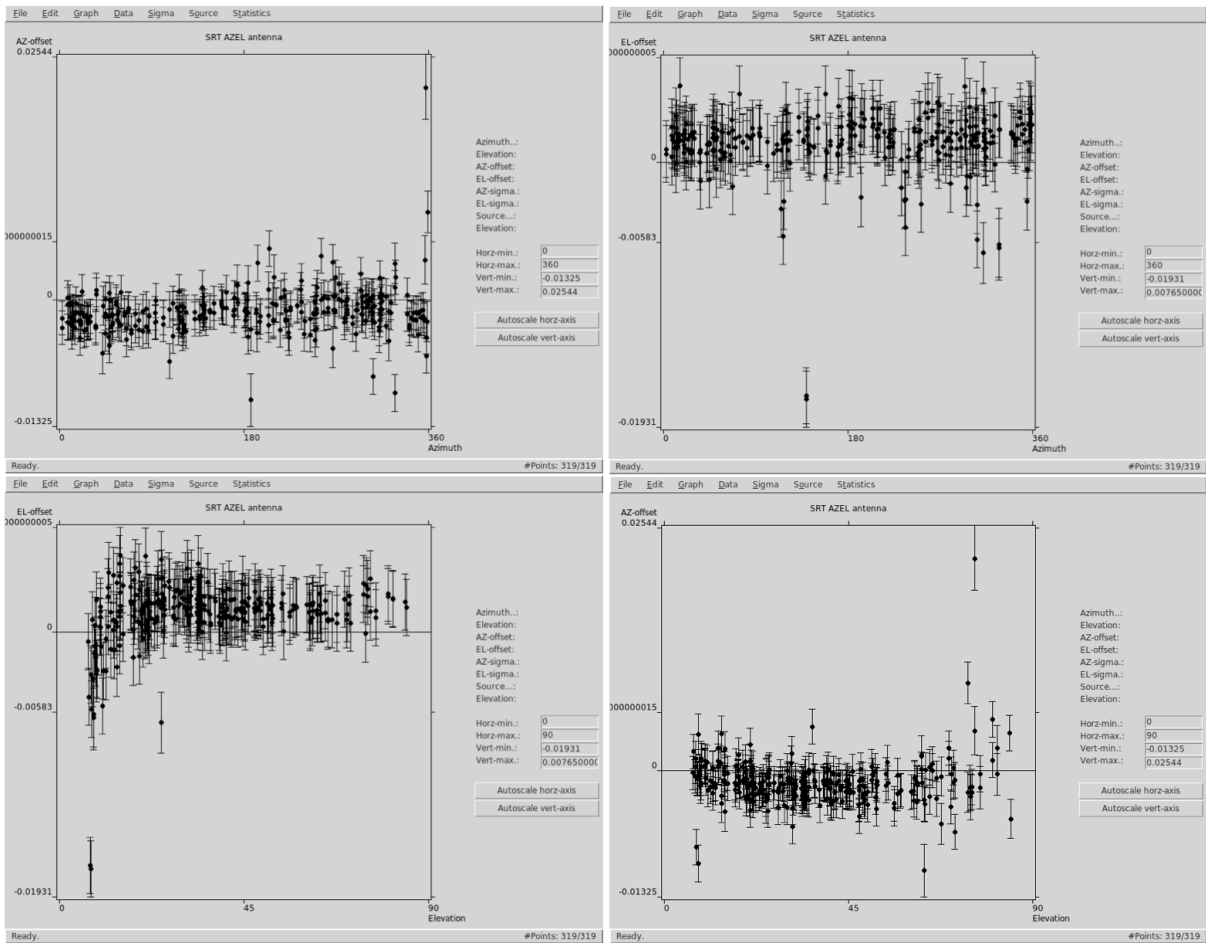 File Edit Graph Data Sigma Source Statistics
SRT AZEL antenna
AZ-offset
0.02544
000000015
0
-0.01325
0 180 360
Azimuth
Azimuth..:
Elevation:
AZ-offset:
EL-offset:
AZ-sigma.:
EL-sigma.:
Source...:
Elevation:
Horz-min.: 0
Horz-max.: 360
Vert-min.: -0.01325
Vert-max.: 0.02544
Autoscale horz-axis
Autoscale vert-axis
Ready. #Points: 319/319
File Edit Graph Data Sigma Source Statistics
SRT AZEL antenna
EL-offset
000000005
0
-0.00583
-0.01931
0 180 360
Azimuth
Azimuth..:
Elevation:
AZ-offset:
EL-offset:
AZ-sigma.:
EL-sigma.:
Source...:
Elevation:
Horz-min.: 0
Horz-max.: 360
Vert-min.: -0.01931
Vert-max.: 0.00765000
Autoscale horz-axis
Autoscale vert-axis
Ready. #Points: 319/319
File Edit Graph Data Sigma Source Statistics
SRT AZEL antenna
EL-offset
000000005
0
-0.00583
-0.01931
0 45 90
Elevation
Azimuth..:
Elevation:
AZ-offset:
EL-offset:
AZ-sigma.:
EL-sigma.:
Source...:
Elevation:
Horz-min.: 0
Horz-max.: 90
Vert-min.: -0.01931
Vert-max.: 0.00765000
Autoscale horz-axis
Autoscale vert-axis
Ready. #Points: 319/319
File Edit Graph Data Sigma Source Statistics
SRT AZEL antenna
AZ-offset
0.02544
000000015
0
-0.01325
0 45 90
Elevation
Azimuth..:
Elevation:
AZ-offset:
EL-offset:
AZ-sigma.:
EL-sigma.:
Source...:
Elevation:
Horz-min.: 0
Horz-max.: 90
Vert-min.: -0.01325
Vert-max.: 0.02544
Autoscale horz-axis
Autoscale vert-axis
Ready. #Points: 319/319